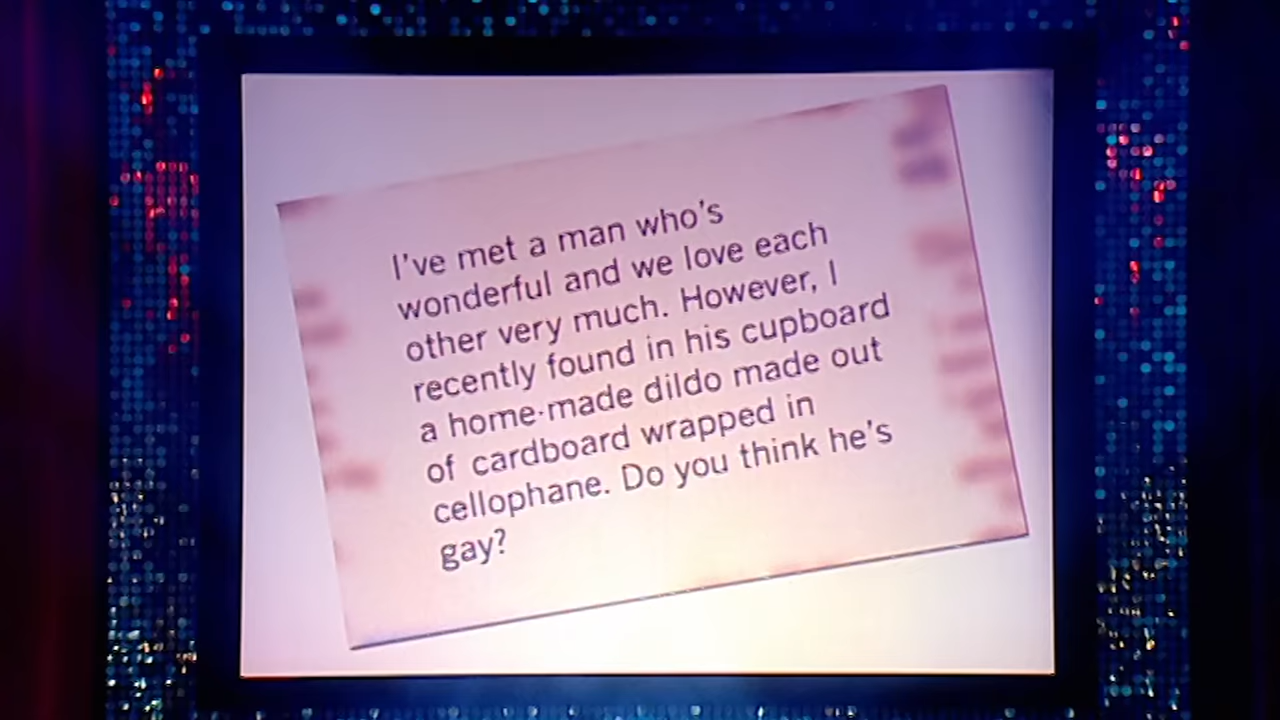 I've met a man who's
wonderful and we love each
other very much. However, I
recently found in his cupboard
a home-made dildo made out
of cardboard wrapped in
cellophane. Do you think he's
gay?